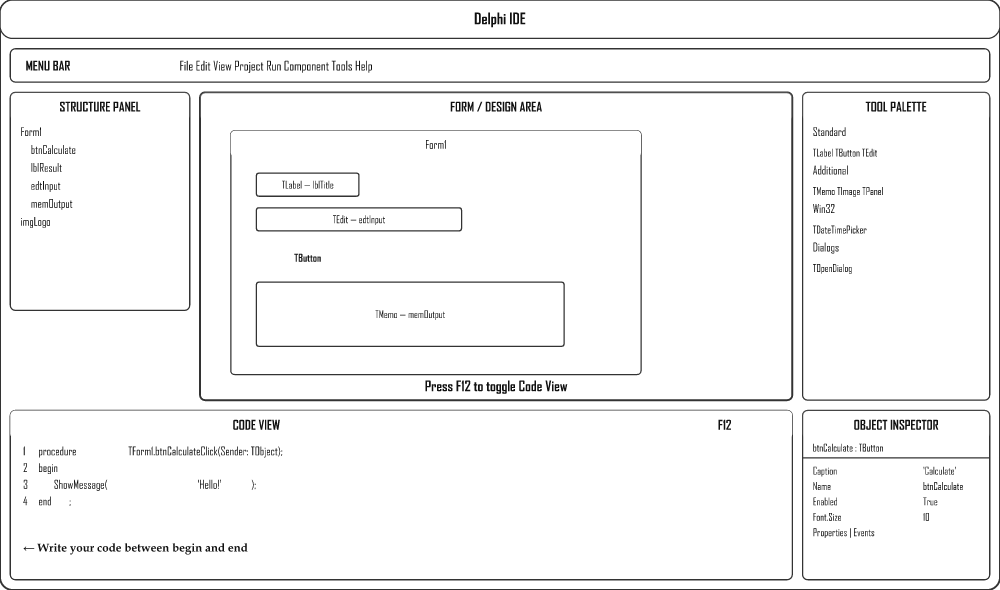 Delphi IDE
MENU BAR File Edit View Project Run Component Tools Help
STRUCTURE PANEL
Form1
btnCalculate
lblResult
edtInput
memOutput
imgLogo
FORM / DESIGN AREA
Form1
TLabel — lblTitle
TEdit — edtInput
TButton
TMemo — memOutput
Press F12 to toggle Code View
TOOL PALETTE
Standard
TLabel TButton TEdit
Additional
TMemo TImage TPanel
Win32
TDateTimePicker
Dialogs
TOpenDialog
CODE VIEW F12
1 procedure TForm1.btnCalculateClick(Sender: TObject);
2 begin
3 ShowMessage( 'Hello!' );
4 end ;
← Write your code between begin and end
OBJECT INSPECTOR
btnCalculate : TButton
Caption 'Calculate'
Name btnCalculate
Enabled True
Font.Size 10
Properties | Events